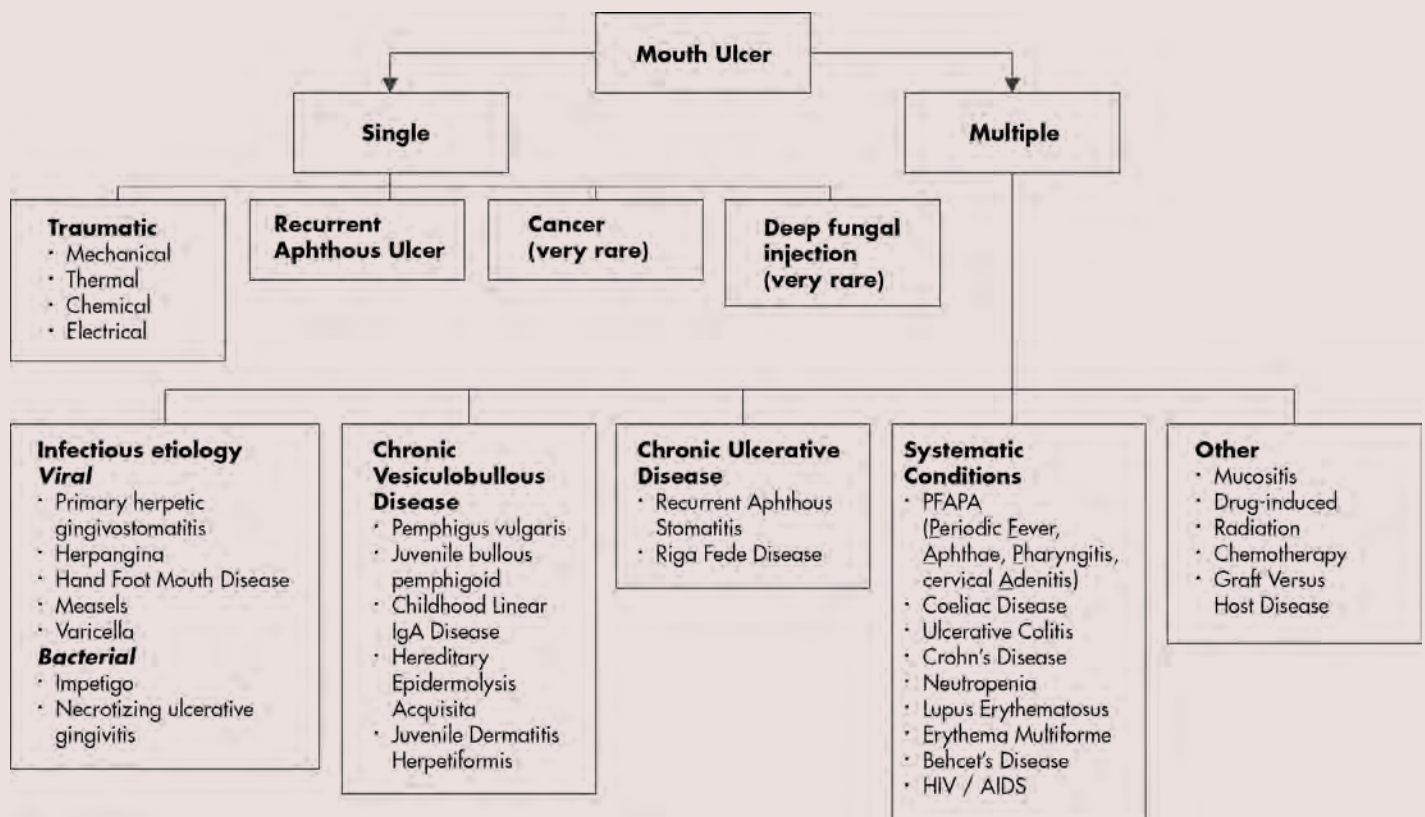 Mouth Ulcer
Single
Multiple
Traumatic
· Mechanical
· Thermal
· Chemical
· Electrical
Recurrent
Aphthous Ulcer
Cancer
(very rare)
Deep fungal
injection
(very rare)
Infectious etiology
Viral
· Primary herpetic
gingivostomatitis
· Herpangina
· Hand Foot Mouth Disease
· Measels
· Varicella
Bacterial
· Impetigo
· Necrotizing ulcerative
gingivitis
Chronic
Vesiculobullous
Disease
· Pemphigus vulgaris
· Juvenile bullous
pemphigoid
· Childhood Linear
IgA Disease
· Hereditary
Epidermolysis
Acquisita
· Juvenile Dermatitis
Herpetiformis
Chronic Ulcerative
Disease
· Recurrent Aphthous
Stomatitis
· Riga Fede Disease
Systematic
Conditions
· PFAPA
(Periodic Fever,
Aphthae, Pharyngitis,
cervical Adenitis)
· Coeliac Disease
· Ulcerative Colitis
· Crohn's Disease
· Neutropenia
· Lupus Erythematosus
· Erythema Multiforme
· Behcet's Disease
· HIV / AIDS
Other
· Mucositis
· Drug-induced
· Radiation
· Chemotherapy
· Graft Versus
Host Disease